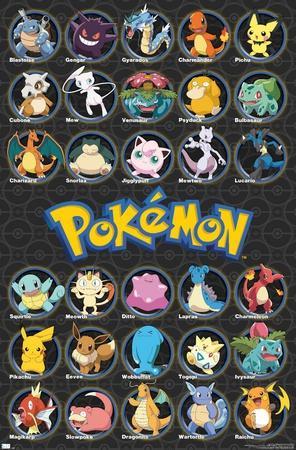 Blastoise Gengar Gyarados Charmander Pichu
Cubone Mew Venusaur Psyduck Bulbasaur
Charizard Snorlax Jigglypuff Mewtwo Lucario
POKéMON™
Squirtle Meowth Ditto Lapras Charmeleon
Pikachu Eevee Wobbuffet Togepi Ivysaur
Magikarp Slowpoke Dragonite Wartortle Raichu